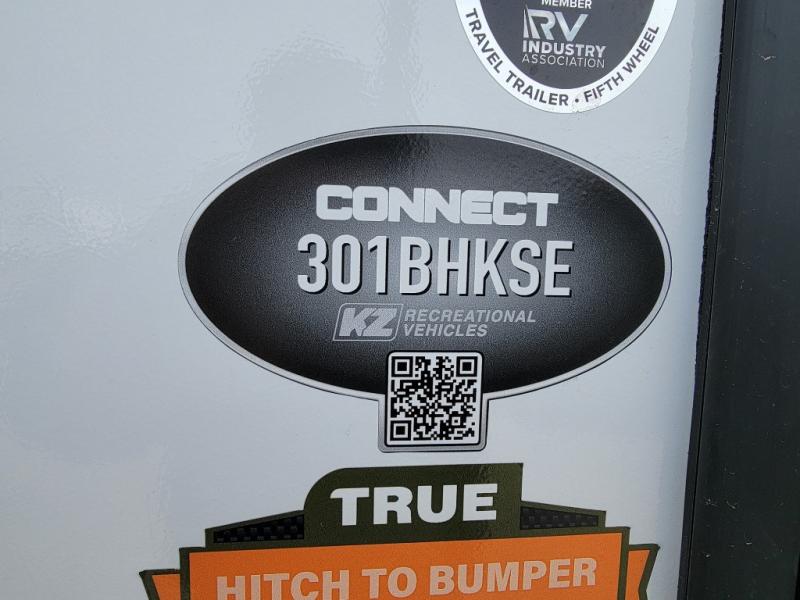 MEMBER
RV
INDUSTRY
ASSOCIATION
TRAVEL TRAILER • FIFTH WHEEL
CONNECT
301BHKSE
KZ RECREATIONAL
VEHICLES
TRUE
HITCH TO BUMPER